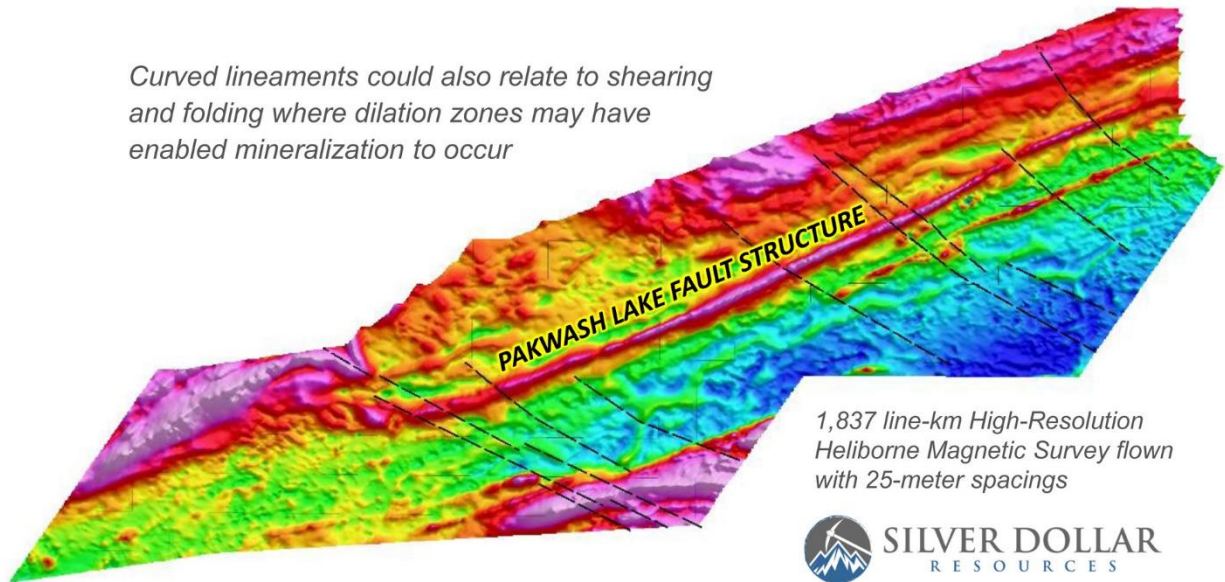 Curved lineaments could also relate to shearing
and folding where dilation zones may have
enabled mineralization to occur
PAKWASH LAKE FAULT STRUCTURE
1,837 line-km High-Resolution
Heliborne Magnetic Survey flown
with 25-meter spacings
SILVER DOLLAR
RESOURCES